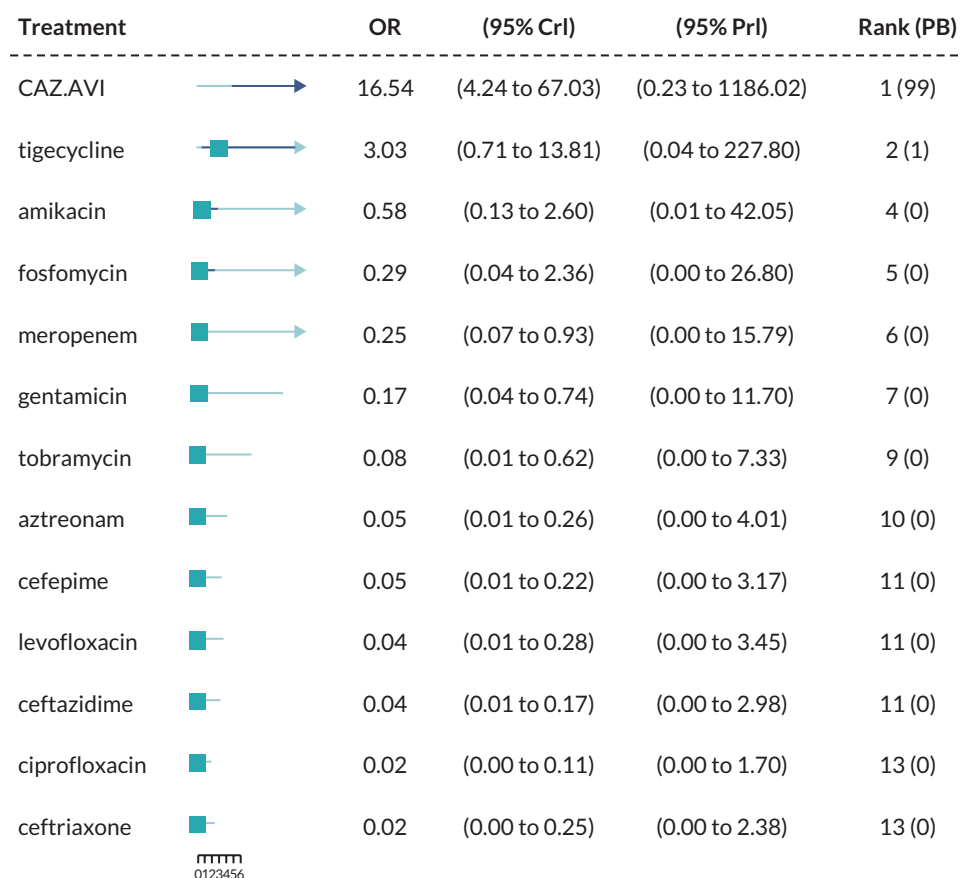 Treatment OR (95% Crl) (95% Prl) Rank (PB)
CAZ.AVI 16.54 (4.24 to 67.03) (0.23 to 1186.02) 1 (99)
tigecycline 3.03 (0.71 to 13.81) (0.04 to 227.80) 2 (1)
amikacin 0.58 (0.13 to 2.60) (0.01 to 42.05) 4 (0)
fosfomycin 0.29 (0.04 to 2.36) (0.00 to 26.80) 5 (0)
meropenem 0.25 (0.07 to 0.93) (0.00 to 15.79) 6 (0)
gentamicin 0.17 (0.04 to 0.74) (0.00 to 11.70) 7 (0)
tobramycin 0.08 (0.01 to 0.62) (0.00 to 7.33) 9 (0)
aztreonam 0.05 (0.01 to 0.26) (0.00 to 4.01) 10 (0)
cefepime 0.05 (0.01 to 0.22) (0.00 to 3.17) 11 (0)
levofloxacin 0.04 (0.01 to 0.28) (0.00 to 3.45) 11 (0)
ceftazidime 0.04 (0.01 to 0.17) (0.00 to 2.98) 11 (0)
ciprofloxacin 0.02 (0.00 to 0.11) (0.00 to 1.70) 13 (0)
ceftriaxone 0.02 (0.00 to 0.25) (0.00 to 2.38) 13 (0)
0123456